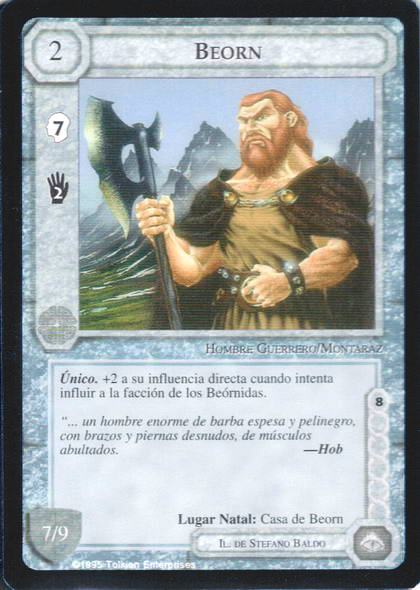 2
BEORN
7
2
HOMBRE GUERRERO/MONTARAZ
Único. +2 a su influencia directa cuando intenta
influir a la facción de los Beórnidas.
8
“... un hombre enorme de barba espesa y pelinegro,
con brazos y piernas desnudos, de músculos
abultados. —Hob
Lugar Natal: Casa de Beorn
7/9
IL. DE STEFANO BALDO
©1995 Tolkien Enterprises